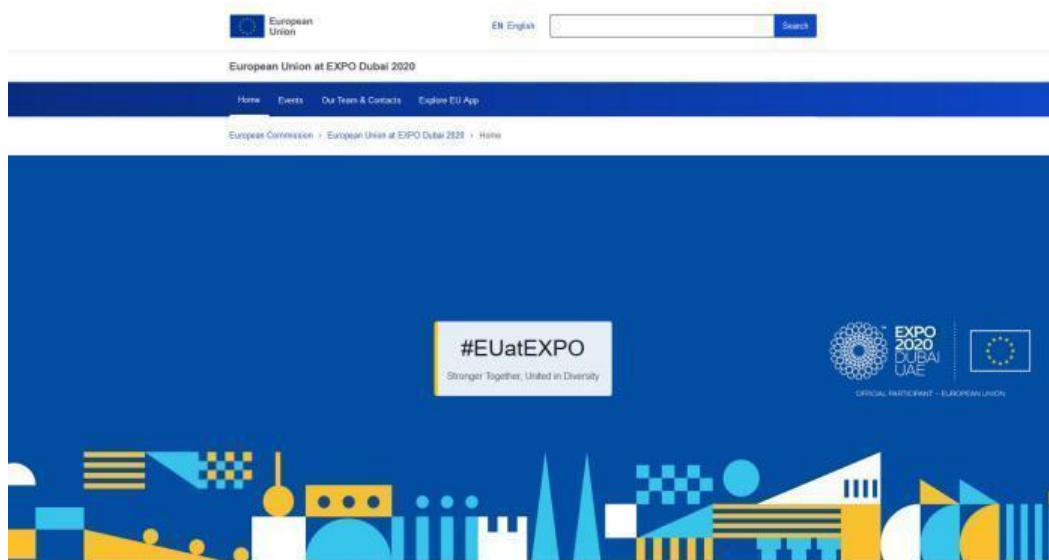 European
Union
EN English
Search
European Union at EXPO Dubai 2020
Home Events Our Team & Contacts Explore EU App
European Commission > European Union at EXPO Dubai 2020 > Home
#EUatEXPO
Stronger Together, United in Diversity
EXPO
2020
DUBAI
UAE
OFFICIAL PARTICIPANT – EUROPEAN UNION